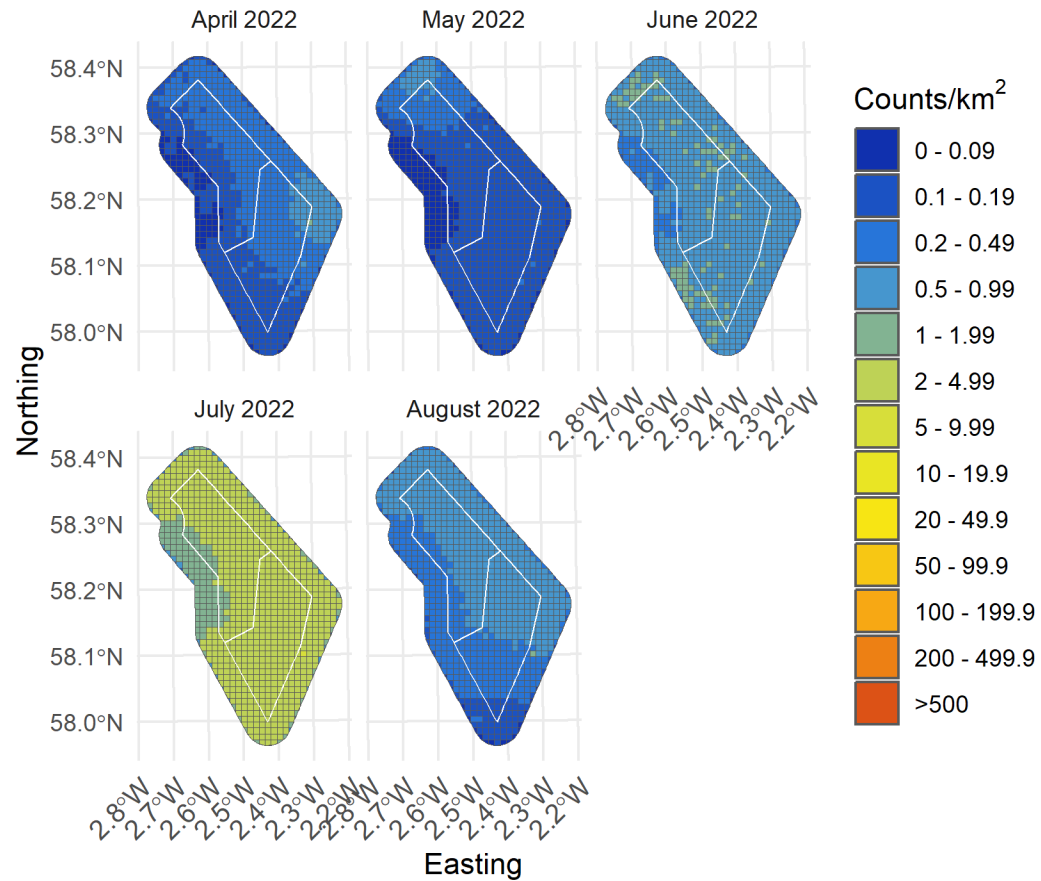 April 2022
May 2022
June 2022
58.4°N
58.3°N
58.2°N
58.1°N
58.0°N
2.8°W
2.7°W
2.6°W
2.5°W
2.4°W
2.3°W
2.2°W
July 2022
August 2022
58.4°N
58.3°N
58.2°N
58.1°N
58.0°N
2.8°W
2.7°W
2.6°W
2.5°W
2.4°W
2.3°W
2.2°W
2.8°W
2.7°W
2.6°W
2.5°W
2.4°W
2.3°W
2.2°W
Northing
Easting
Counts/km²
0 - 0.09
0.1 - 0.19
0.2 - 0.49
0.5 - 0.99
1 - 1.99
2 - 4.99
5 - 9.99
10 - 19.9
20 - 49.9
50 - 99.9
100 - 199.9
200 - 499.9
>500